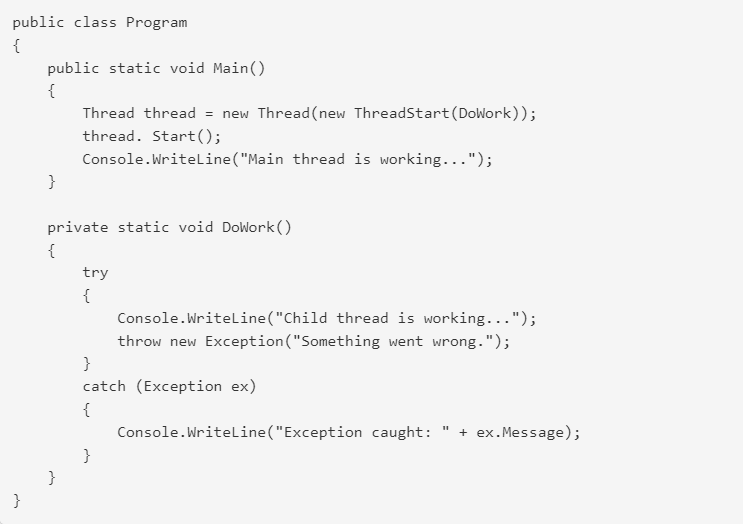 public class Program
{
    public static void Main()
    {
        Thread thread = new Thread(new ThreadStart(DoWork));
        thread. Start();
        Console.WriteLine("Main thread is working...");
    }

    private static void DoWork()
    {
        try
        {
            Console.WriteLine("Child thread is working...");
            throw new Exception("Something went wrong.");
        }
        catch (Exception ex)
        {
            Console.WriteLine("Exception caught: " + ex.Message);
        }
    }
}